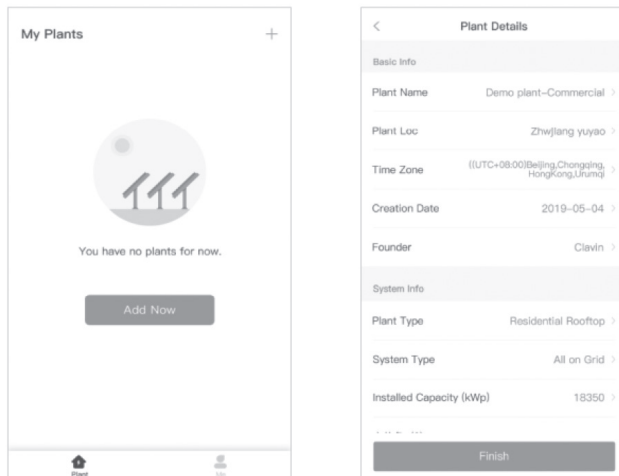 My Plants
+
You have no plants for now.
Add Now
Plant
Me
< Plant Details
Basic Info
Plant Name Demo plant-Commercial >
Plant Loc Zhwjiang yuyao >
Time Zone ((UTC+08:00)Beijing,Chongqing,
HongKong,Urumqi >
Creation Date 2019-05-04 >
Founder Clavin >
System Info
Plant Type Residential Rooftop >
System Type All on Grid >
Installed Capacity (kWp) 18350 >
Finish